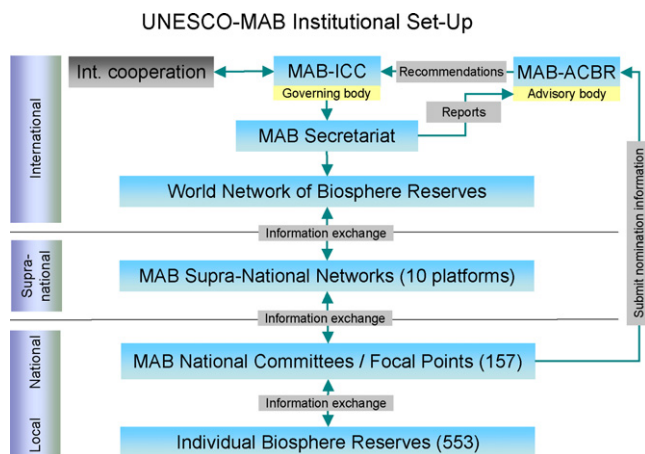 UNESCO-MAB Institutional Set-Up
Int. cooperation
MAB-ICC
Governing body
Recommendations
MAB-ACBR
Advisory body
Reports
MAB Secretariat
International
World Network of Biosphere Reserves
Submit nomination information
Information exchange
Supra-
national
MAB Supra-National Networks (10 platforms)
Information exchange
National
MAB National Committees / Focal Points (157)
Information exchange
Local
Individual Biosphere Reserves (553)